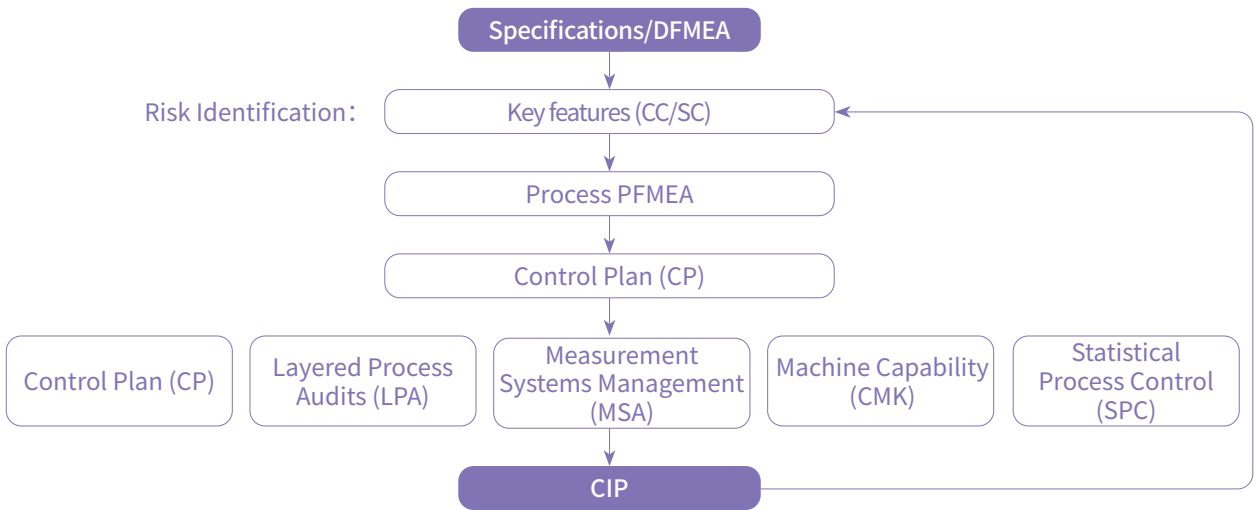 Specifications/DFMEA
Risk Identification：
Key features (CC/SC)
Process PFMEA
Control Plan (CP)
Control Plan (CP)
Layered Process
Audits (LPA)
Measurement
Systems Management
(MSA)
Machine Capability
(CMK)
Statistical
Process Control
(SPC)
CIP